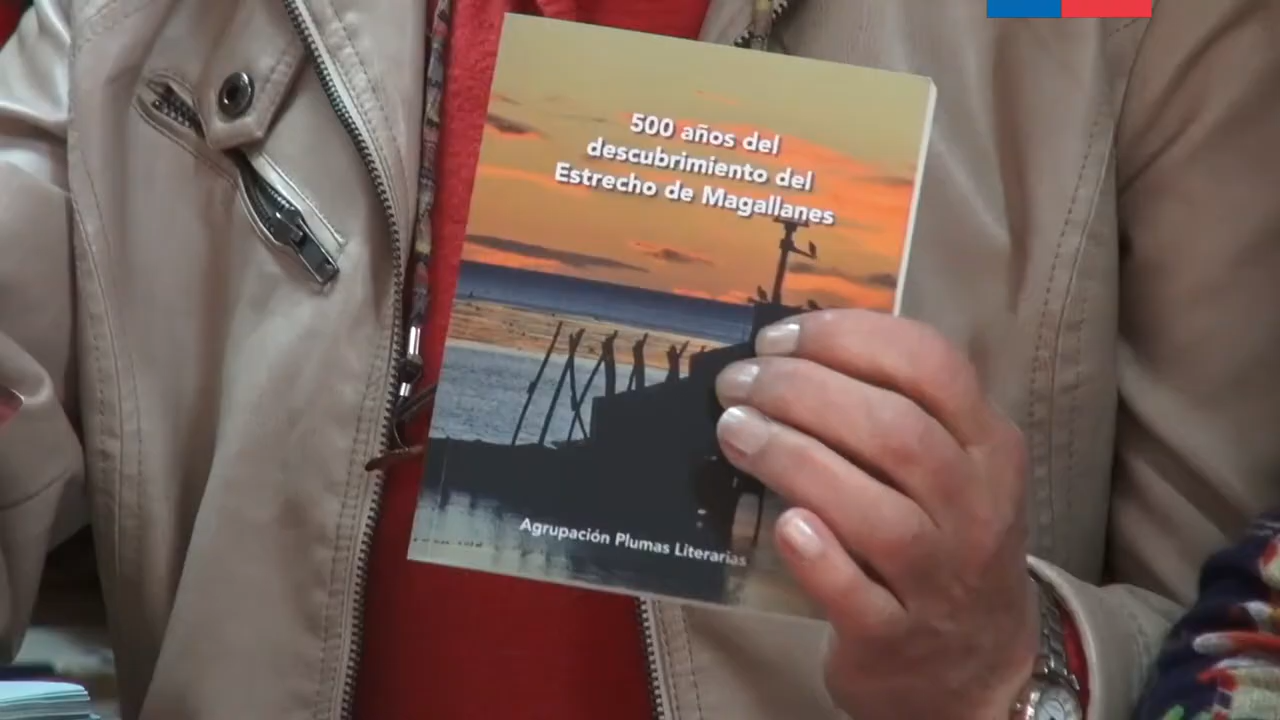 500 años del
descubrimiento del
Estrecho de Magallanes
Agrupación Plumas Literarias